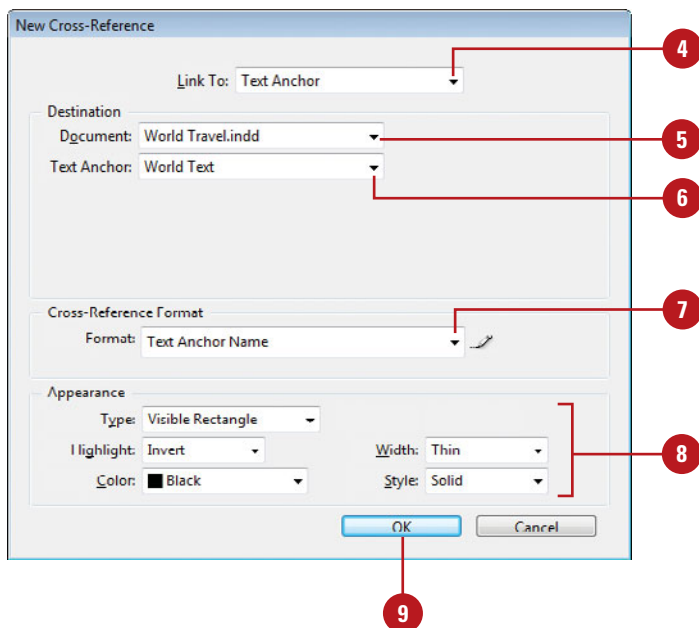 New Cross-Reference
4
Link To: Text Anchor
Destination
Document: World Travel.indd
5
Text Anchor: World Text
6
Cross-Reference Format
7
Format: Text Anchor Name
Appearance
Type: Visible Rectangle
Highlight: Invert Width: Thin
8
Color: Black Style: Solid
OK Cancel
9